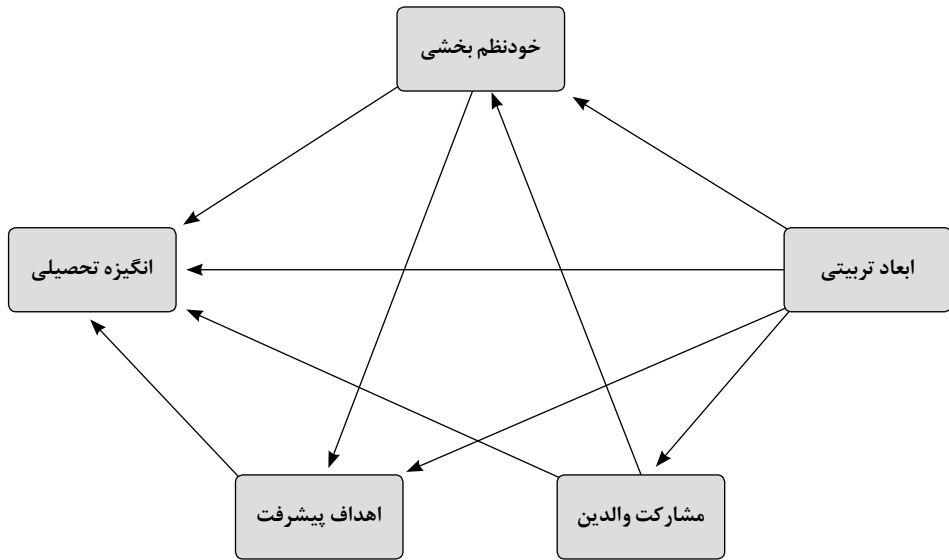 خودنظم بخشی
ابعاد تربیتی
انگیزه تحصیلی
مشارکت والدین
اهداف پیشرفت